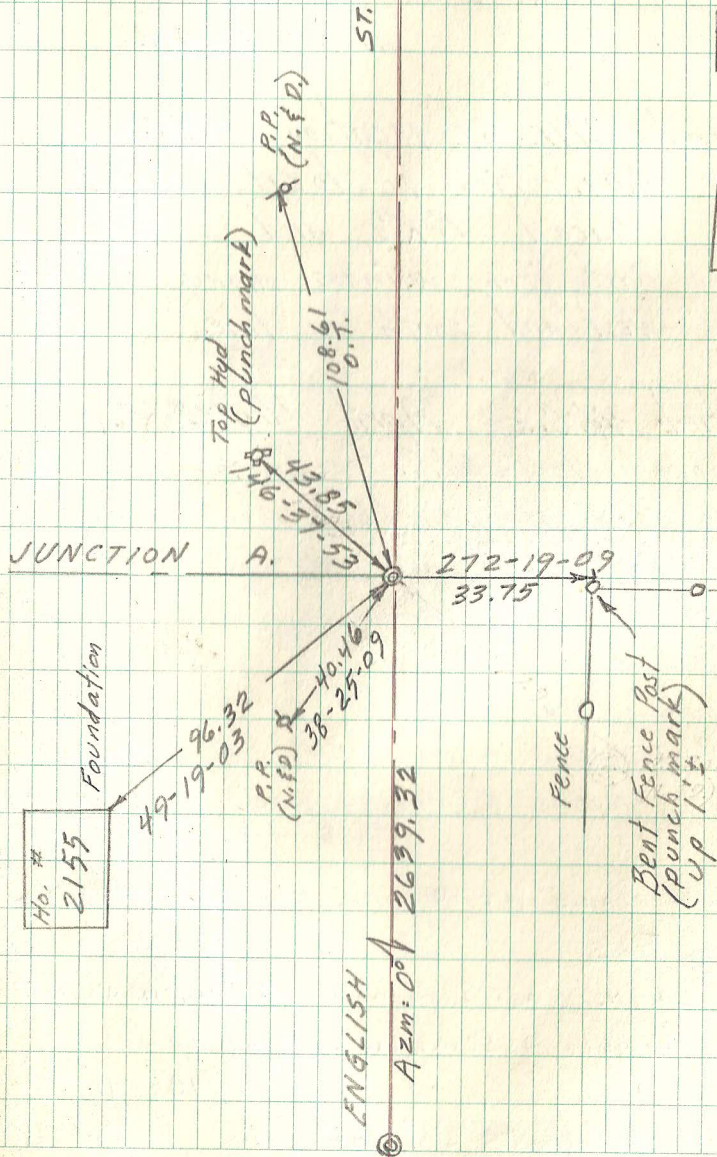 Ho. #
2155
Foundation
96.32
49-19-03
P.P.
(N.&D)
40.46
38-25-09
JUNCTION A.
Top Hyd
(punch mark)
43.85
P.P.
(N.&D.)
108.61
O.T.
ENGLISH
ST.
Azm=0° 2639.32
272-19-09
33.75
Fence
Bent Fence Post
(punch mark)
(up 1'±)